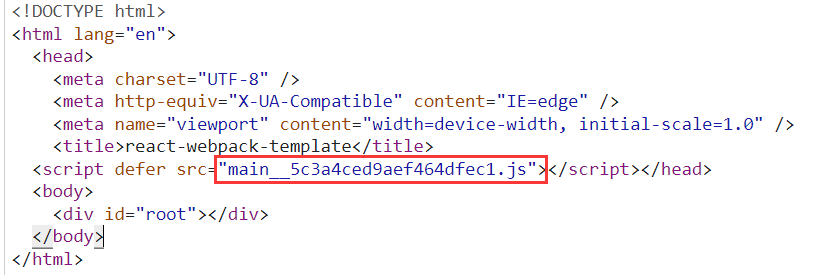 <!DOCTYPE html>
<html lang="en">
  <head>
    <meta charset="UTF-8" />
    <meta http-equiv="X-UA-Compatible" content="IE=edge" />
    <meta name="viewport" content="width=device-width, initial-scale=1.0" />
    <title>react-webpack-template</title>
  <script defer src="main__5c3a4ced9aef464dfec1.js"></script></head>
  <body>
    <div id="root"></div>
  </body>
</html>